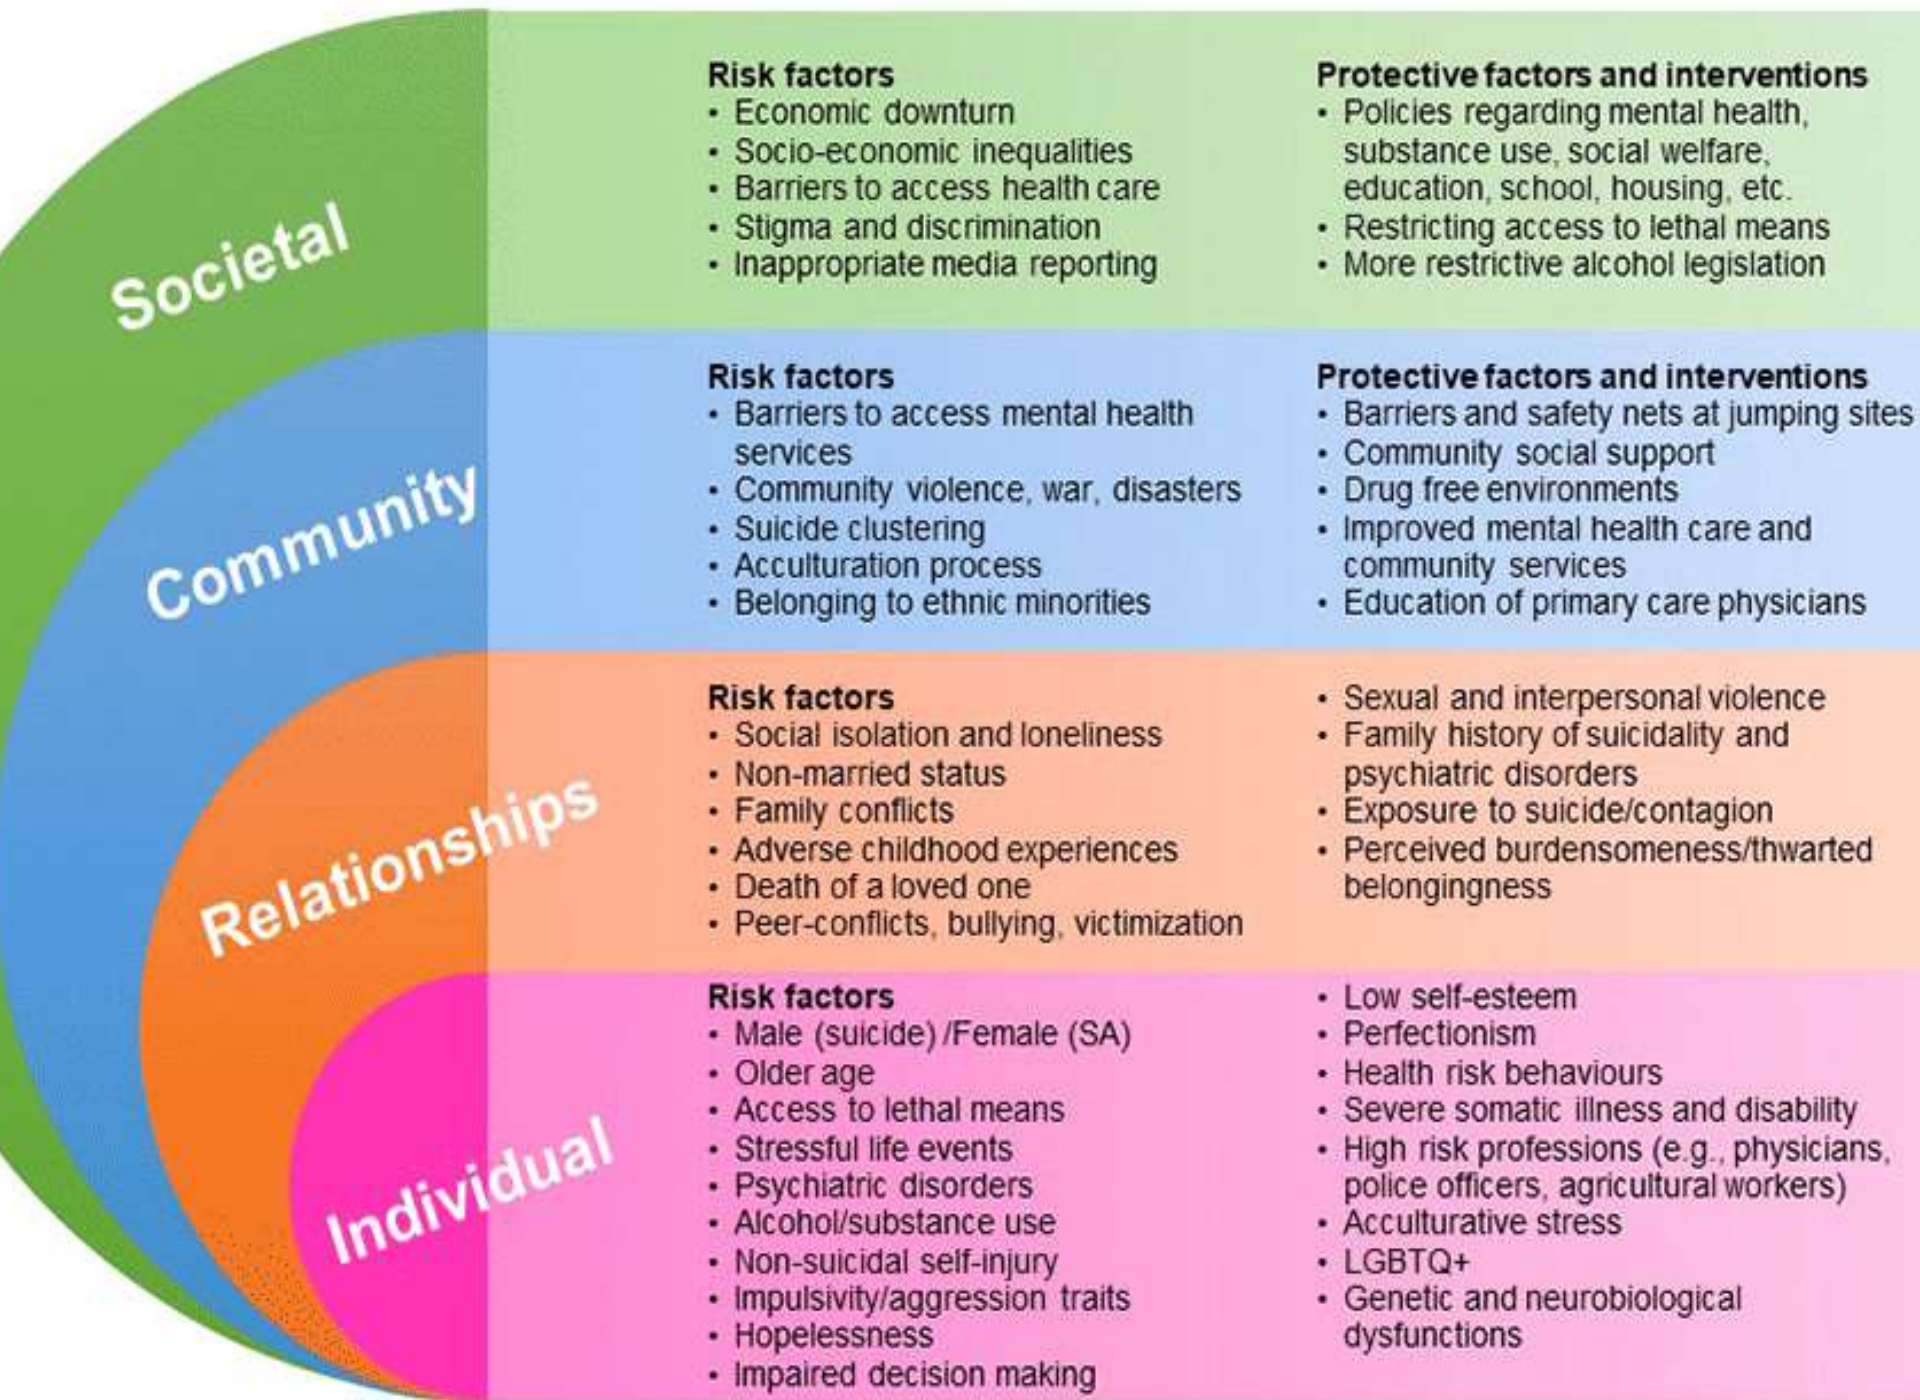 Societal
Risk factors
• Economic downturn
• Socio-economic inequalities
• Barriers to access health care
• Stigma and discrimination
• Inappropriate media reporting
Protective factors and interventions
• Policies regarding mental health,
substance use, social welfare,
education, school, housing, etc.
• Restricting access to lethal means
• More restrictive alcohol legislation
Community
Risk factors
• Barriers to access mental health
services
• Community violence, war, disasters
• Suicide clustering
• Acculturation process
• Belonging to ethnic minorities
Protective factors and interventions
• Barriers and safety nets at jumping sites
• Community social support
• Drug free environments
• Improved mental health care and
community services
• Education of primary care physicians
Relationships
Risk factors
• Social isolation and loneliness
• Non-married status
• Family conflicts
• Adverse childhood experiences
• Death of a loved one
• Peer-conflicts, bullying, victimization
• Sexual and interpersonal violence
• Family history of suicidality and
psychiatric disorders
• Exposure to suicide/contagion
• Perceived burdensomeness/thwarted
belongingness
Individual
Risk factors
• Male (suicide) /Female (SA)
• Older age
• Access to lethal means
• Stressful life events
• Psychiatric disorders
• Alcohol/substance use
• Non-suicidal self-injury
• Impulsivity/aggression traits
• Hopelessness
• Impaired decision making
• Low self-esteem
• Perfectionism
• Health risk behaviours
• Severe somatic illness and disability
• High risk professions (e.g., physicians,
police officers, agricultural workers)
• Acculturative stress
• LGBTQ+
• Genetic and neurobiological
dysfunctions